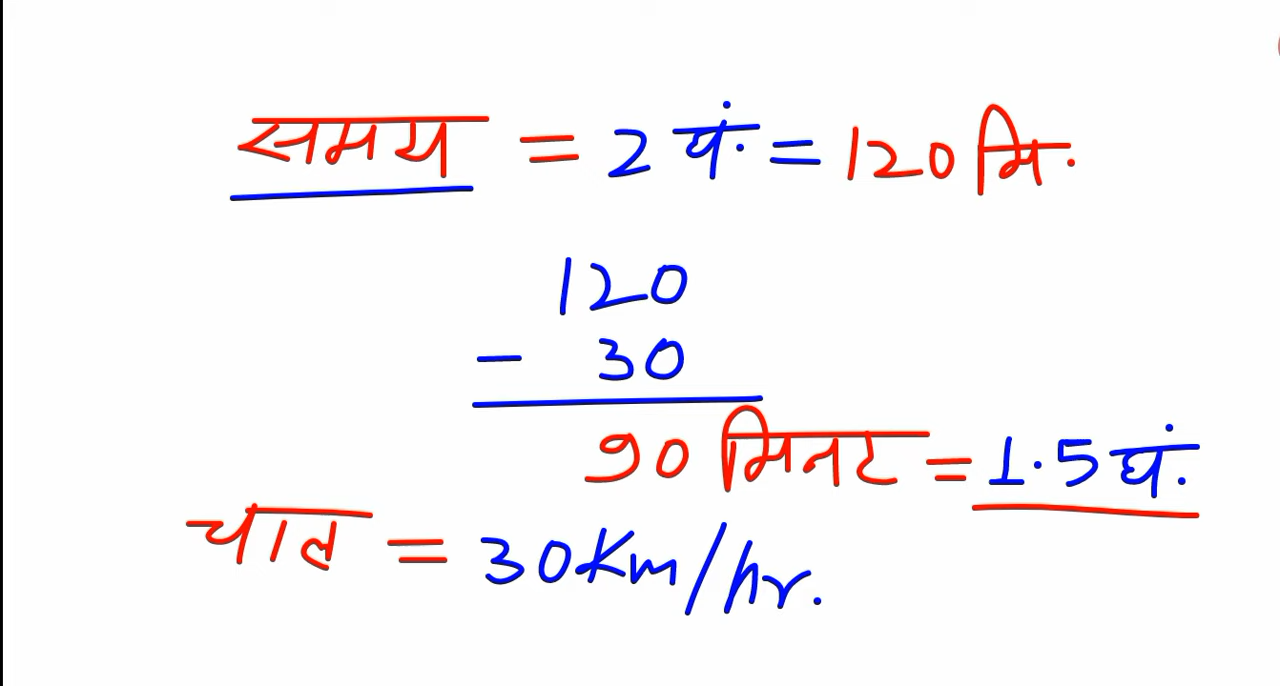 समय = 2 घं. = 120 मि.
120
- 30
90 मिनट = 1.5 घं.
चाल = 30Km/hr.